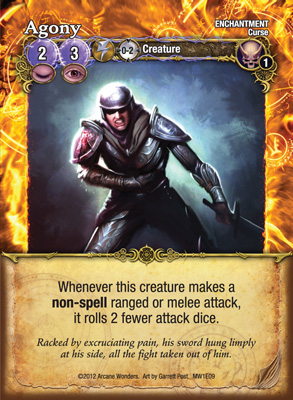 Agony
ENCHANTMENT
Curse
2 3 0-2 Creature
1
Whenever this creature makes a
non-spell ranged or melee attack,
it rolls 2 fewer attack dice.
Racked by excruciating pain, his sword hung limply
at his side, all the fight taken out of him.
©2012 Arcane Wonders. Art by Garrett Post. MW1E09